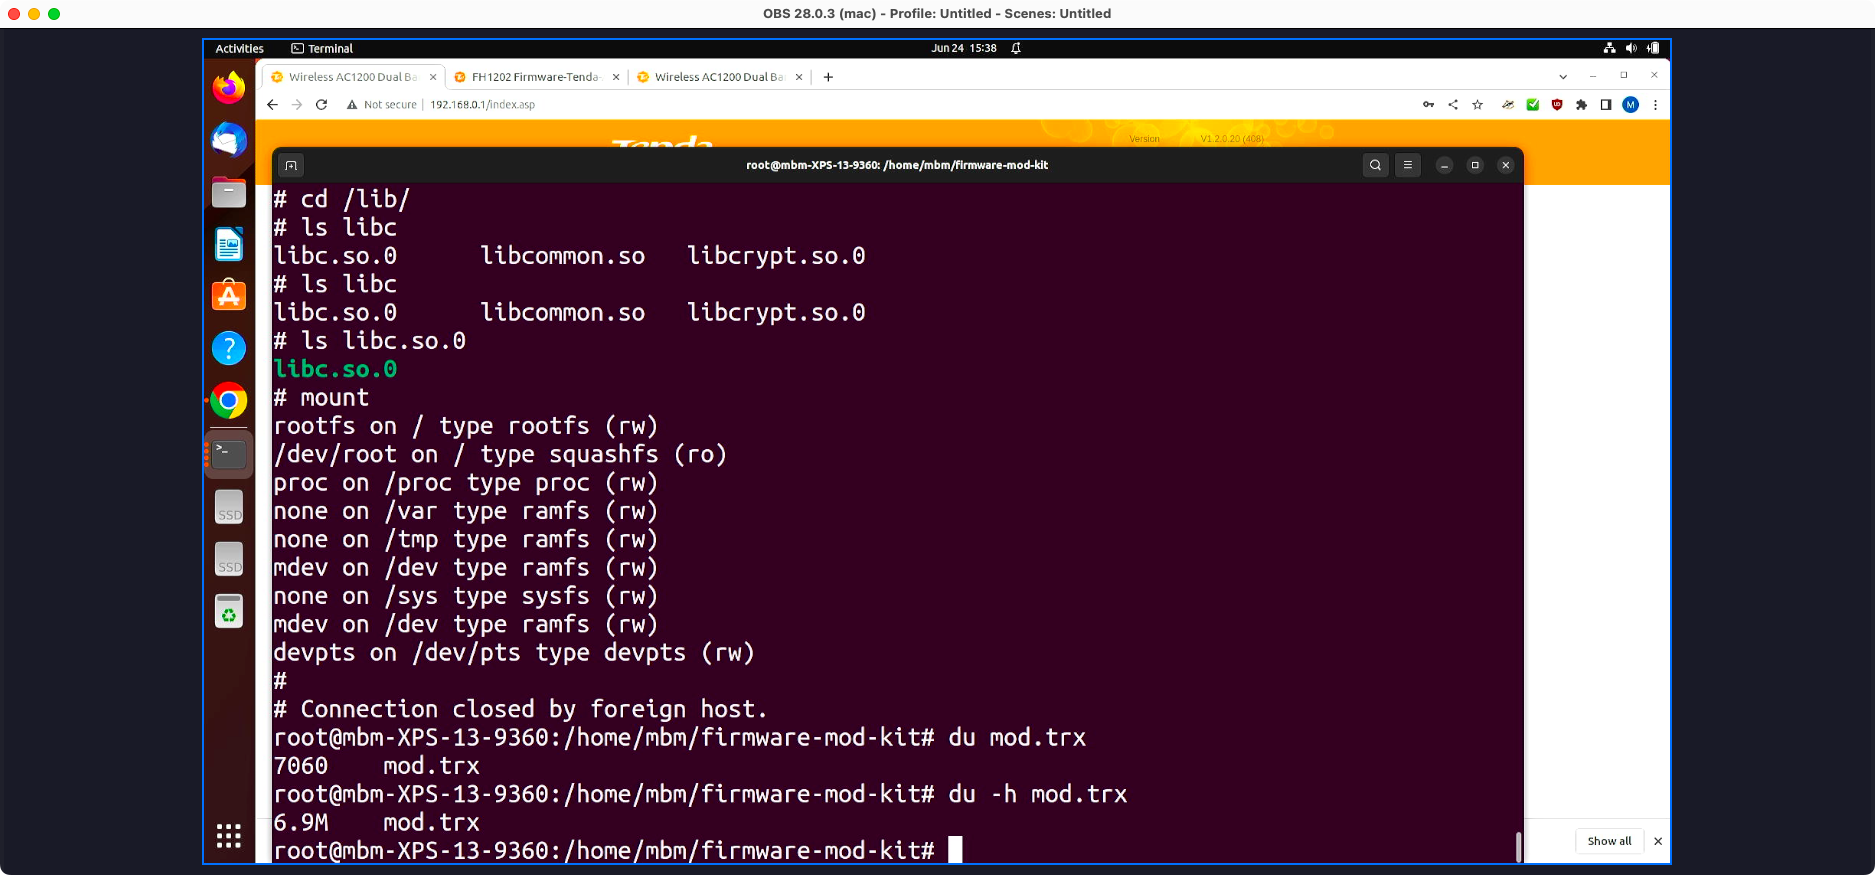 OBS 28.0.3 (mac) - Profile: Untitled - Scenes: Untitled
Activities Terminal Jun 24 15:38
Wireless AC1200 Dual Ba FH1202 Firmware-Tenda- Wireless AC1200 Dual Ba
Not secure 192.168.0.1/index.asp M
Tenda Version V1.2.0.20 (408)
root@mbm-XPS-13-9360: /home/mbm/firmware-mod-kit
# cd /lib/
# ls libc
libc.so.0 libcommon.so libcrypt.so.0
# ls libc
libc.so.0 libcommon.so libcrypt.so.0
# ls libc.so.0
libc.so.0
# mount
rootfs on / type rootfs (rw)
/dev/root on / type squashfs (ro)
proc on /proc type proc (rw)
none on /var type ramfs (rw)
none on /tmp type ramfs (rw)
mdev on /dev type ramfs (rw)
none on /sys type sysfs (rw)
mdev on /dev type ramfs (rw)
devpts on /dev/pts type devpts (rw)
#
# Connection closed by foreign host.
root@mbm-XPS-13-9360:/home/mbm/firmware-mod-kit# du mod.trx
7060 mod.trx
root@mbm-XPS-13-9360:/home/mbm/firmware-mod-kit# du -h mod.trx
6.9M mod.trx
root@mbm-XPS-13-9360:/home/mbm/firmware-mod-kit#
SSD
SSD
Show all